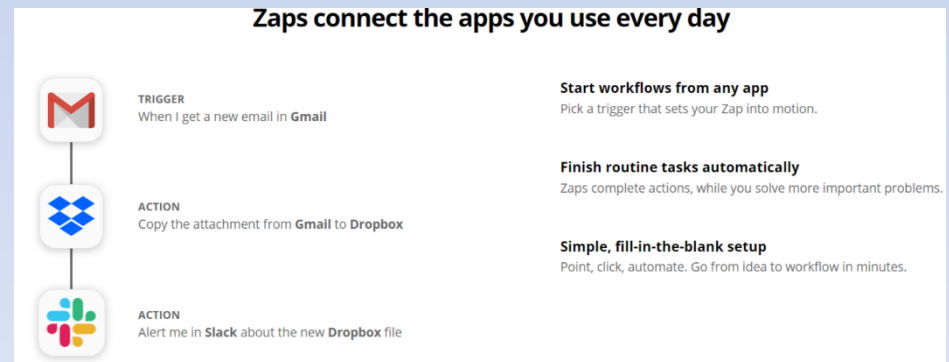 Zaps connect the apps you use every day
TRIGGER
When I get a new email in Gmail
ACTION
Copy the attachment from Gmail to Dropbox
ACTION
Alert me in Slack about the new Dropbox file
Start workflows from any app
Pick a trigger that sets your Zap into motion.
Finish routine tasks automatically
Zaps complete actions, while you solve more important problems.
Simple, fill-in-the-blank setup
Point, click, automate. Go from idea to workflow in minutes.